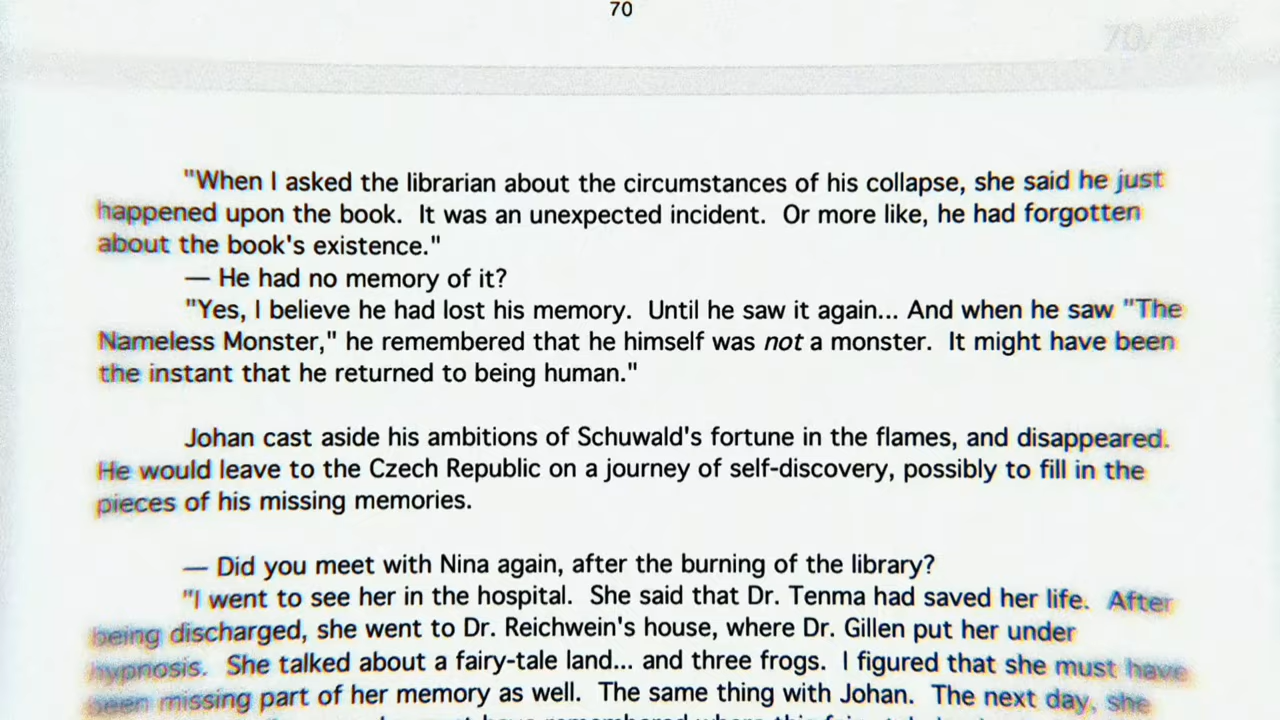 70
"When I asked the librarian about the circumstances of his collapse, she said he just
happened upon the book.  It was an unexpected incident.  Or more like, he had forgotten
about the book's existence."
— He had no memory of it?
"Yes, I believe he had lost his memory.  Until he saw it again... And when he saw "The
Nameless Monster," he remembered that he himself was not a monster.  It might have been
the instant that he returned to being human."
Johan cast aside his ambitions of Schuwald's fortune in the flames, and disappeared.
He would leave to the Czech Republic on a journey of self-discovery, possibly to fill in the
pieces of his missing memories.
— Did you meet with Nina again, after the burning of the library?
"I went to see her in the hospital.  She said that Dr. Tenma had saved her life.  After
being discharged, she went to Dr. Reichwein's house, where Dr. Gillen put her under
hypnosis.  She talked about a fairy-tale land... and three frogs.  I figured that she must have
been missing part of her memory as well.  The same thing with Johan.  The next day, she